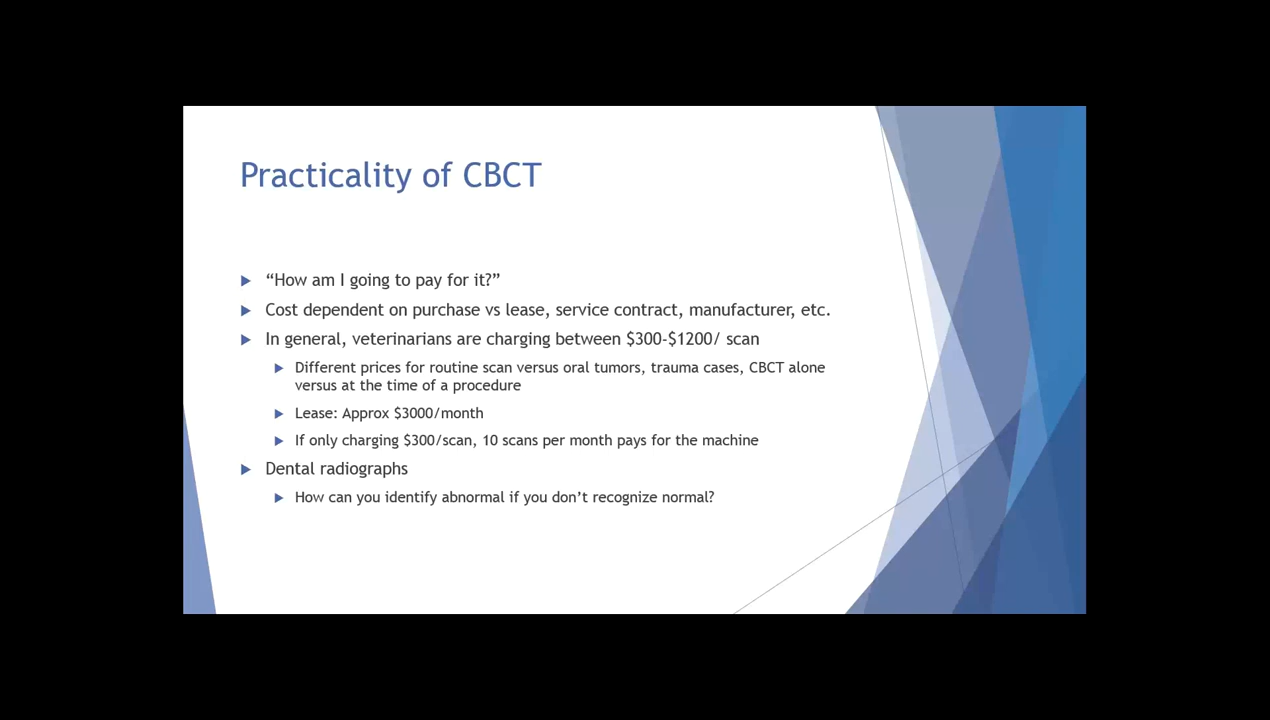 Practicality of CBCT
“How am I going to pay for it?”
Cost dependent on purchase vs lease, service contract, manufacturer, etc.
In general, veterinarians are charging between $300-$1200/ scan
Different prices for routine scan versus oral tumors, trauma cases, CBCT alone
versus at the time of a procedure
Lease: Approx $3000/month
If only charging $300/scan, 10 scans per month pays for the machine
Dental radiographs
How can you identify abnormal if you don’t recognize normal?